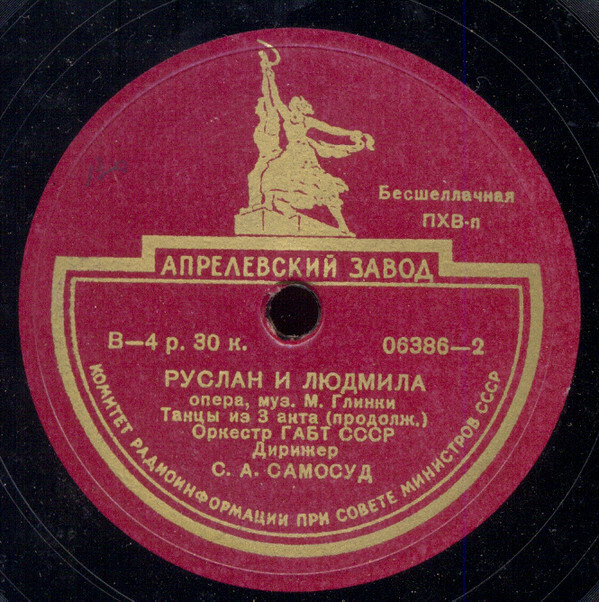 Бесшеллачная
ПХВ-п
АПРЕЛЕВСКИЙ ЗАВОД
В—4 р. 30 к.
06386—2
РУСЛАН И ЛЮДМИЛА
опера, муз. М. Глинки
Танцы из 3 акта (продолж.)
Оркестр ГАБТ СССР
Дирижер
С. А. САМОСУД
КОМИТЕТ РАДИОИНФОРМАЦИИ ПРИ СОВЕТЕ МИНИСТРОВ СССР